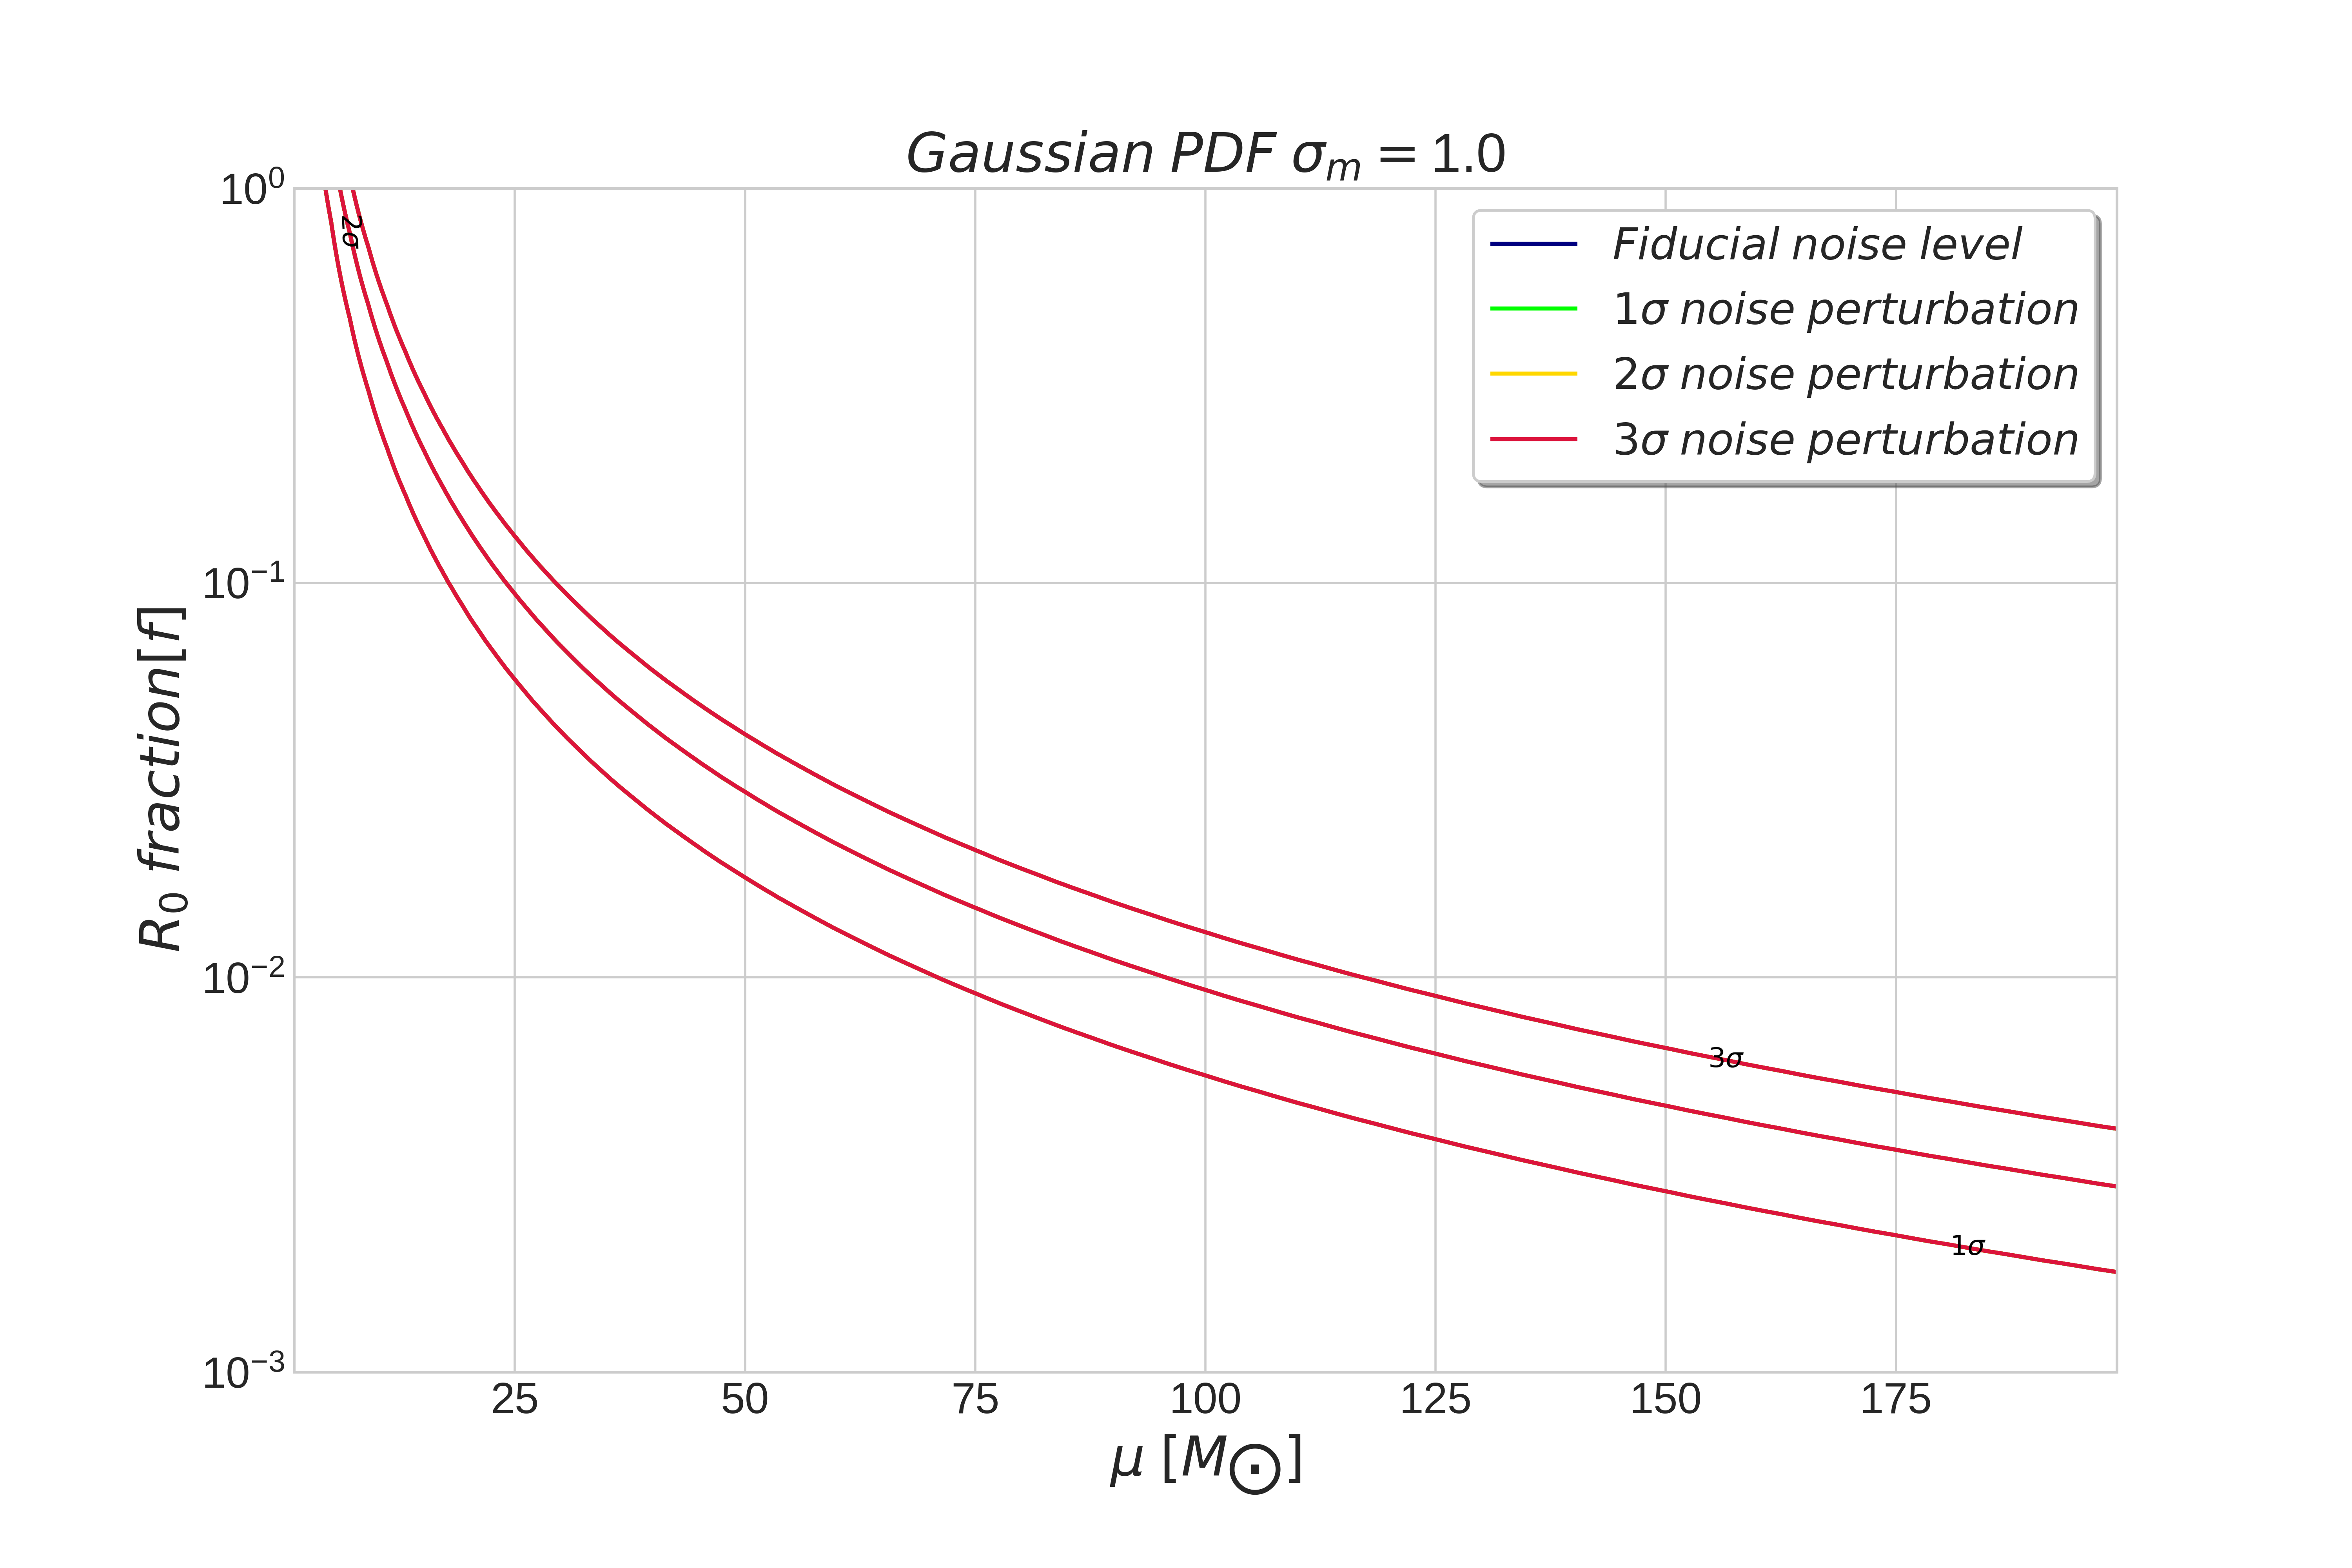 Gaussian PDF σ_m = 1.0
10⁰
10⁻¹
10⁻²
10⁻³
R₀ fraction[f]
2σ
Fiducial noise level
1σ noise perturbation
2σ noise perturbation
3σ noise perturbation
3σ
1σ
25 50 75 100 125 150 175
μ [M⊙]